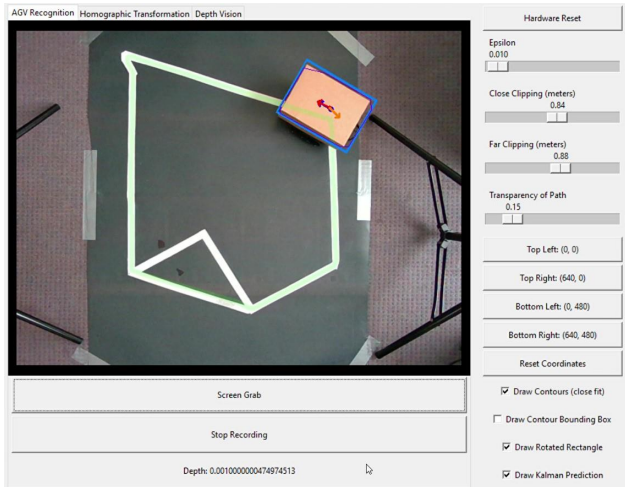 AGV Recognition Homographic Transformation Depth Vision
Hardware Reset
Epsilon
0.010
Close Clipping (meters)
0.84
Far Clipping (meters)
0.88
Transparency of Path
0.15
Top Left: (0, 0)
Top Right: (640, 0)
Bottom Left: (0, 480)
Bottom Right: (640, 480)
Reset Coordinates
Draw Contours (close fit)
Draw Contour Bounding Box
Draw Rotated Rectangle
Draw Kalman Prediction
Screen Grab
Stop Recording
Depth: 0.0010000000474974513